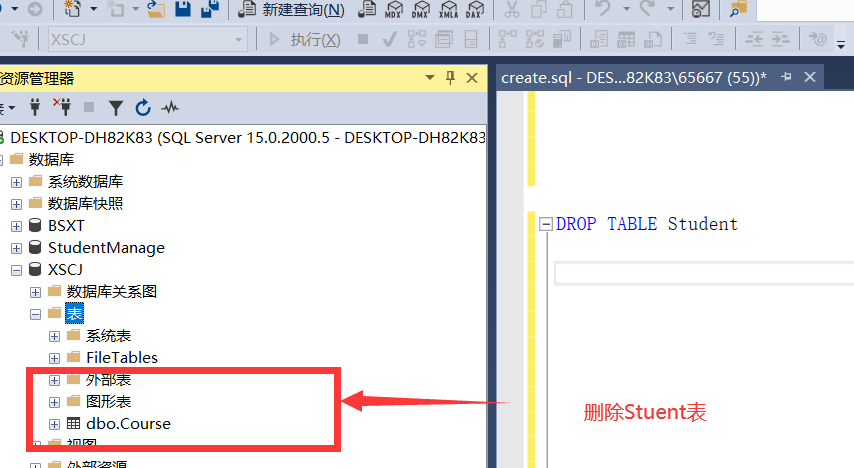 新建查询(N)
MDX DMX XMLA DAX
XSCJ
执行(X)
资源管理器
create.sql - DES...82K83\65667 (55))*
DESKTOP-DH82K83 (SQL Server 15.0.2000.5 - DESKTOP-DH82K83
数据库
系统数据库
数据库快照
BSXT
DROP TABLE Student
StudentManage
XSCJ
数据库关系图
表
系统表
FileTables
外部表
图形表
删除Stuent表
dbo.Course
视图
外部资源